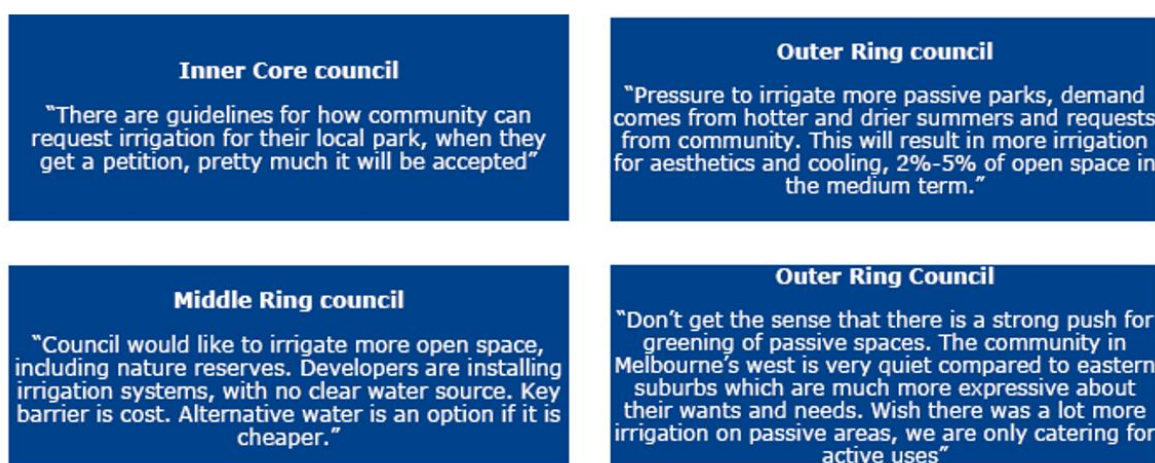 Inner Core council
“There are guidelines for how community can
request irrigation for their local park, when they
get a petition, pretty much it will be accepted”
Outer Ring council
“Pressure to irrigate more passive parks, demand
comes from hotter and drier summers and requests
from community. This will result in more irrigation
for aesthetics and cooling, 2%-5% of open space in
the medium term.”
Middle Ring council
“Council would like to irrigate more open space,
including nature reserves. Developers are installing
irrigation systems, with no clear water source. Key
barrier is cost. Alternative water is an option if it is
cheaper.”
Outer Ring Council
“Don’t get the sense that there is a strong push for
greening of passive spaces. The community in
Melbourne’s west is very quiet compared to eastern
suburbs which are much more expressive about
their wants and needs. Wish there was a lot more
irrigation on passive areas, we are only catering for
active uses”